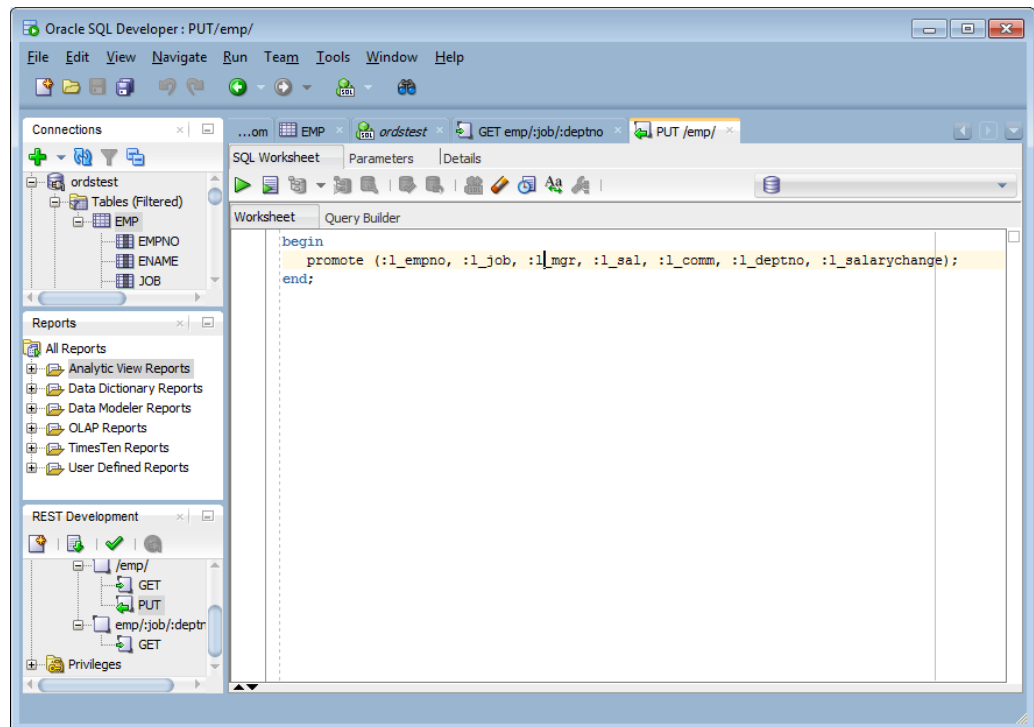 Oracle SQL Developer : PUT/emp/
File Edit View Navigate Run Team Tools Window Help
Connections
ordstest
Tables (Filtered)
EMP
EMPNO
ENAME
JOB
Reports
All Reports
Analytic View Reports
Data Dictionary Reports
Data Modeler Reports
OLAP Reports
TimesTen Reports
User Defined Reports
REST Development
/emp/
GET
PUT
emp/:job/:deptn
GET
Privileges
...om EMP ordstest GET emp/:job/:deptno PUT /emp/
SQL Worksheet Parameters Details
Worksheet Query Builder
begin
promote (:l_empno, :l_job, :l_mgr, :l_sal, :l_comm, :l_deptno, :l_salarychange);
end;